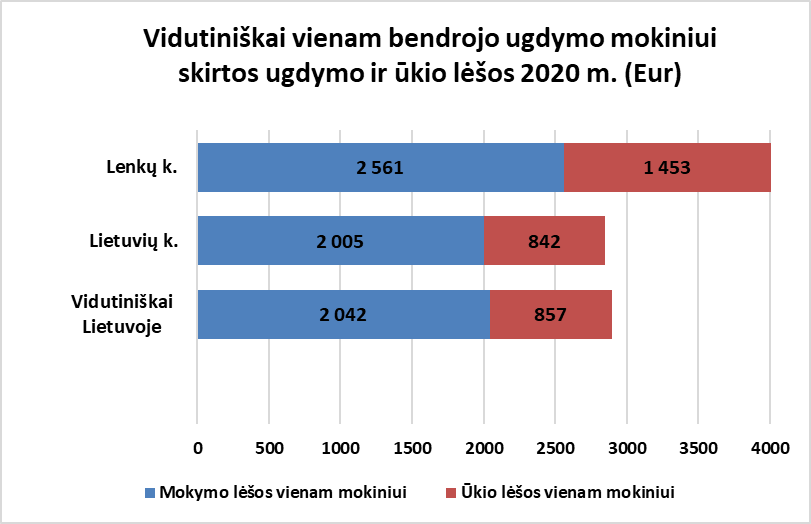 Vidutiniškai vienam bendrojo ugdymo mokiniui
skirtos ugdymo ir ūkio lėšos 2020 m. (Eur)
Lenkų k.
2 561
1 453
Lietuvių k.
2 005
842
Vidutiniškai
Lietuvoje
2 042
857
0
500
1000
1500
2000
2500
3000
3500
4000
Mokymo lėšos vienam mokiniui
Ūkio lėšos vienam mokiniui